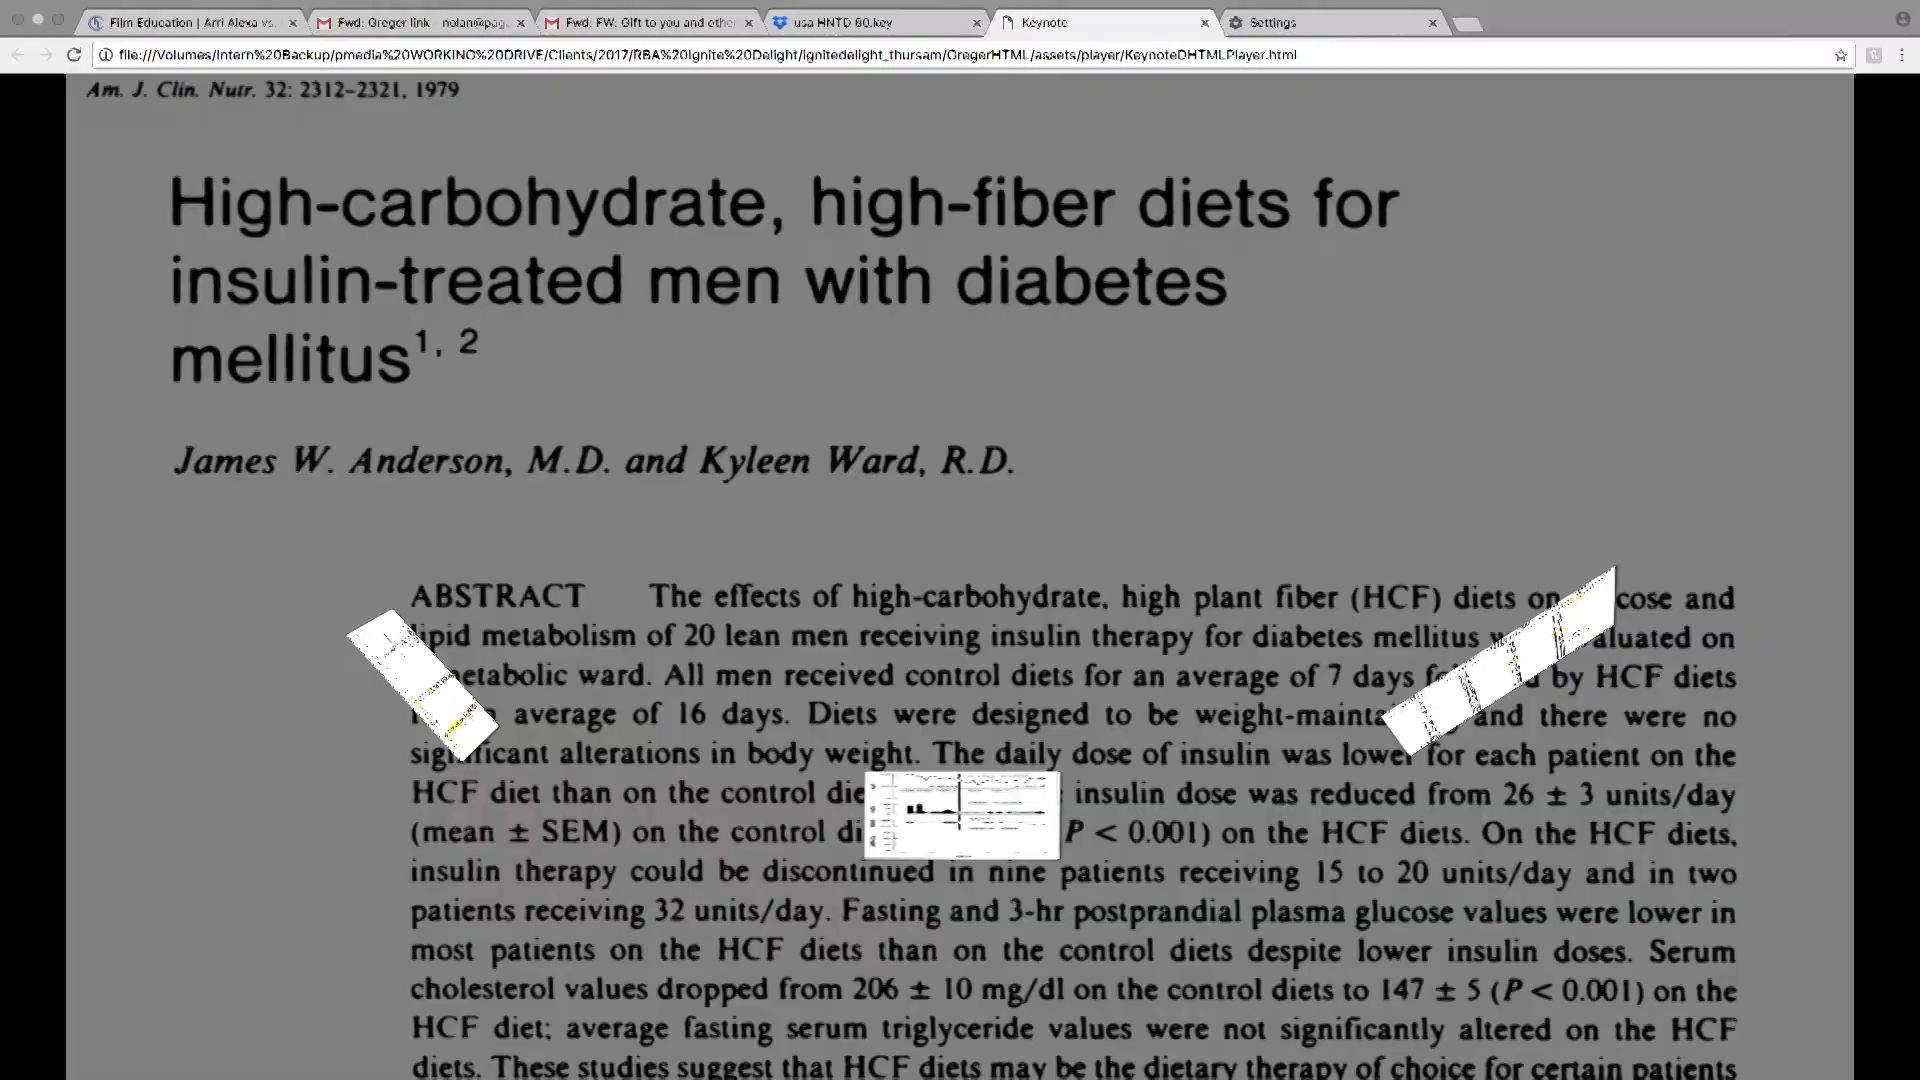 Film Education | Arri Alexa vs.
Fwd: Greger link - nolan@pag
Fwd: FW: Gift to you and other
usa HNTD 60.key
Keynote
Settings
file:///Volumes/Intern%20Backup/pmedia%20WORKING%20DRIVE/Clients/2017/RBA%20Ignite%20Delight/ignitedelight_thursam/GregerHTML/assets/player/KeynoteDHTMLPlayer.html
Am. J. Clin. Nutr. 32: 2312-2321, 1979
High-carbohydrate, high-fiber diets for
insulin-treated men with diabetes
mellitus1, 2
James W. Anderson, M.D. and Kyleen Ward, R.D.
ABSTRACT The effects of high-carbohydrate, high plant fiber (HCF) diets on cose and
lipid metabolism of 20 lean men receiving insulin therapy for diabetes mellitus aluated on
etabolic ward. All men received control diets for an average of 7 days by HCF diets
average of 16 days. Diets were designed to be weight-mainta and there were no
significant alterations in body weight. The daily dose of insulin was lower for each patient on the
HCF diet than on the control die insulin dose was reduced from 26 ± 3 units/day
(mean ± SEM) on the control di P < 0.001) on the HCF diets. On the HCF diets,
insulin therapy could be discontinued in nine patients receiving 15 to 20 units/day and in two
patients receiving 32 units/day. Fasting and 3-hr postprandial plasma glucose values were lower in
most patients on the HCF diets than on the control diets despite lower insulin doses. Serum
cholesterol values dropped from 206 ± 10 mg/dl on the control diets to 147 ± 5 (P < 0.001) on the
HCF diet; average fasting serum triglyceride values were not significantly altered on the HCF
diets. These studies suggest that HCF diets may be the dietary therapy of choice for certain patients